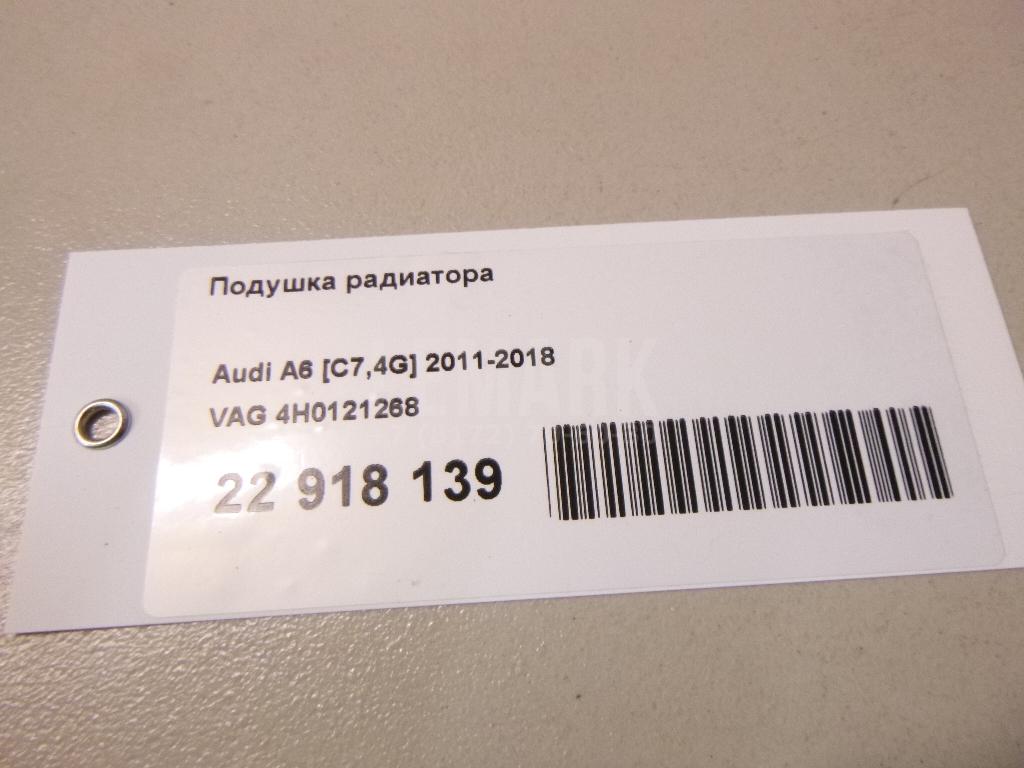 Подушка радиатора
Audi A6 [C7,4G] 2011-2018
VAG 4H0121268
22 918 139